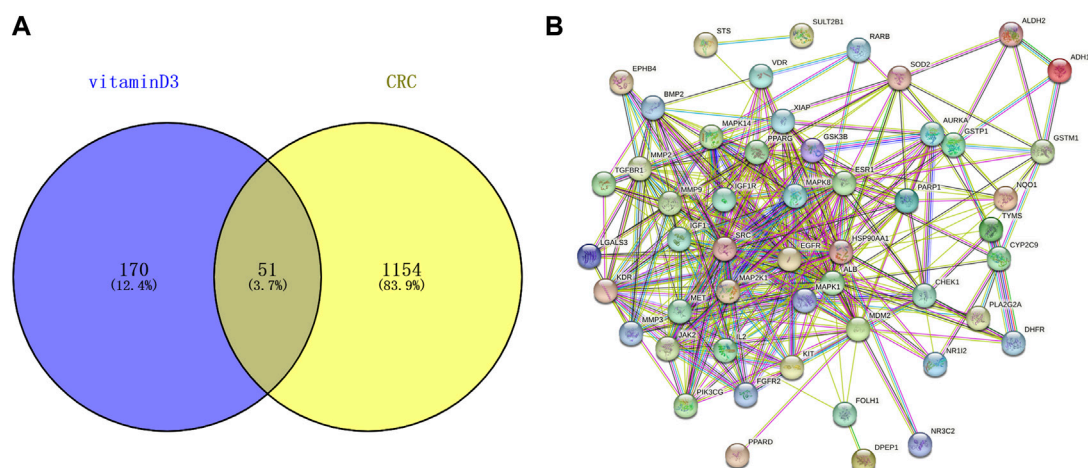 A
B
vitaminD3
CRC
170
(12.4%)
51
(3.7%)
1154
(83.9%)
STS
SULT2B1
RARB
ALDH2
ADH1
EPHB4
VDR
SOD2
BMP2
XIAP
AURKA
GSTP1
MAPK14
PPARG
GSK3B
GSTM1
MMP2
TGFBR1
IGF1R
MAPK8
ESR1
PARP1
NQO1
MMP9
TYMS
IGF1
SRC
EGFR
HSP90AA1
CYP2C9
LGALS3
KDR
MAP2K1
ALB
MAPK1
CHEK1
MET
PLA2G2A
MMP3
JAK2
IL2
MDM2
DHFR
KIT
NR1I2
PIK3CG
FGFR2
FOLH1
PPARD
DPEP1
NR3C2